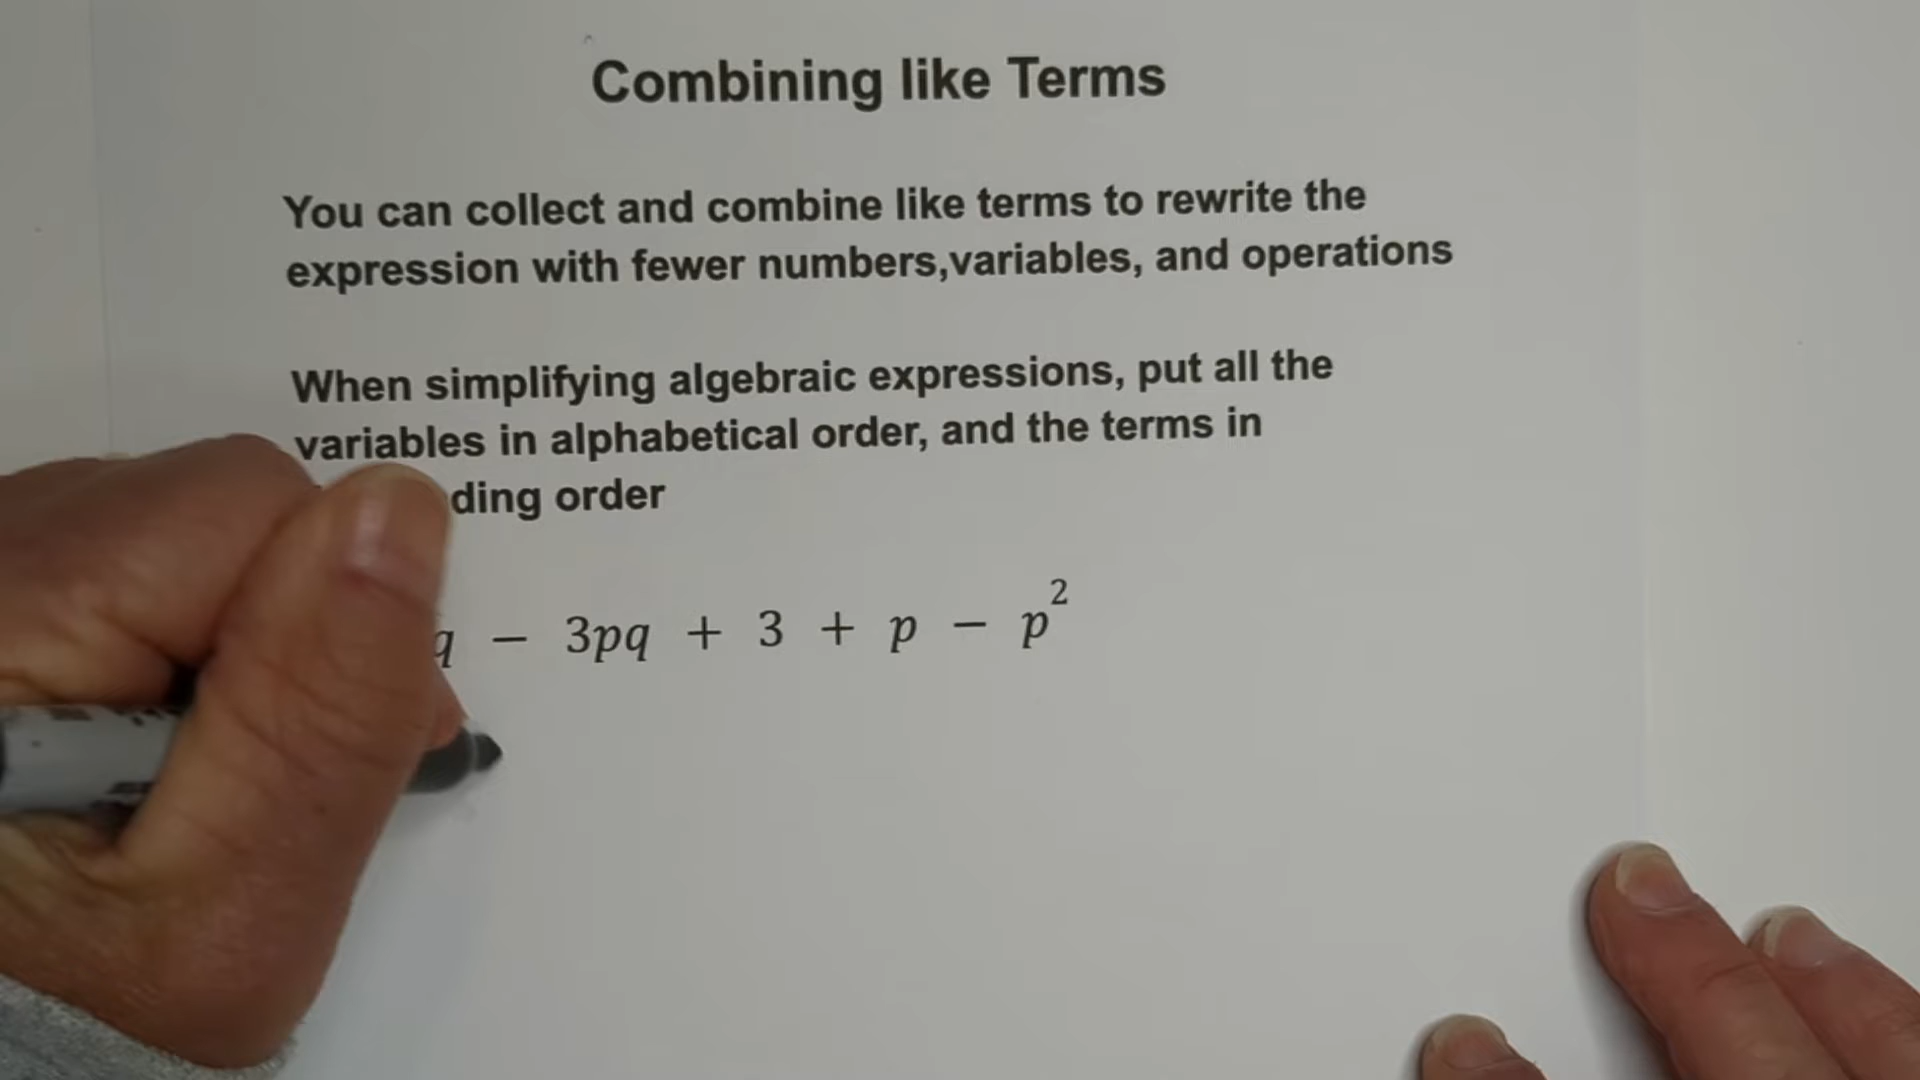 Combining like Terms
You can collect and combine like terms to rewrite the
expression with fewer numbers,variables, and operations
When simplifying algebraic expressions, put all the
variables in alphabetical order, and the terms in
order
q − 3pq + 3 + p − p²